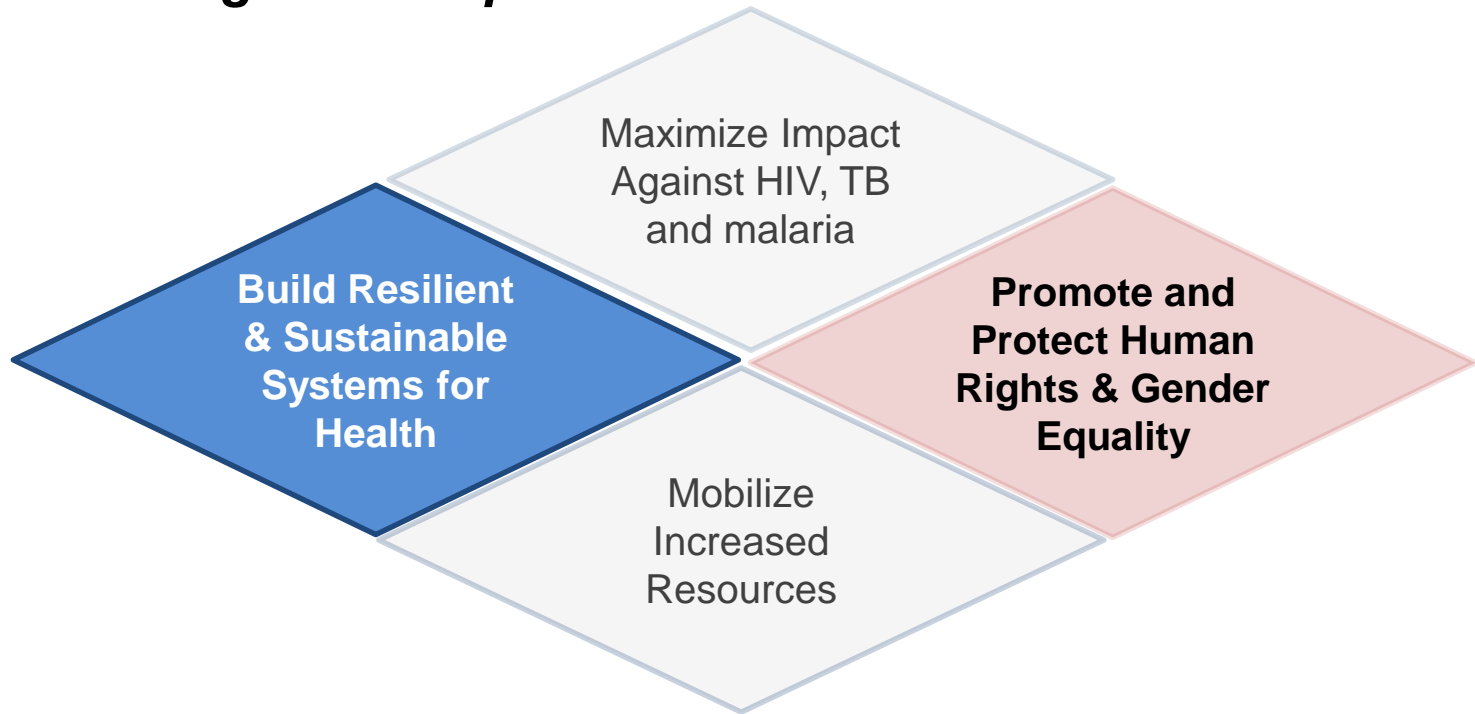 Maximize Impact
Against HIV, TB
and malaria
Build Resilient
& Sustainable
Systems for
Health
Promote and
Protect Human
Rights & Gender
Equality
Mobilize
Increased
Resources